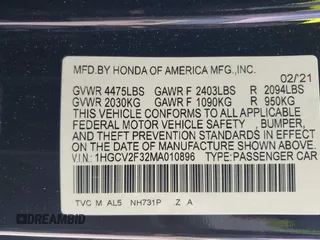 MFD.BY HONDA OF AMERICA MFG.,INC.
02/'21
GVWR 4475LBS GAWR F 2403LBS R 2094LBS
GVWR 2030KG GAWR F 1090KG R 950KG
THIS VEHICLE CONFORMS TO ALL APPLICABLE
FEDERAL MOTOR VEHICLE SAFETY, BUMPER,
AND THEFT PREVENTION STANDARDS IN EFFECT
ON THE DATE OF MANUFACTURE SHOWN ABOVE.
V.I.N: 1HGCV2F32MA010896 TYPE:PASSENGER CAR
TVC M AL5 NH731P .Z .A
DREAMBID